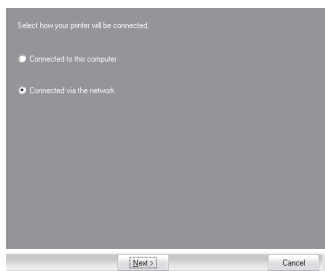 Select how your printer will be connected.
Connected to this computer
Connected via the network
Next >
Cancel